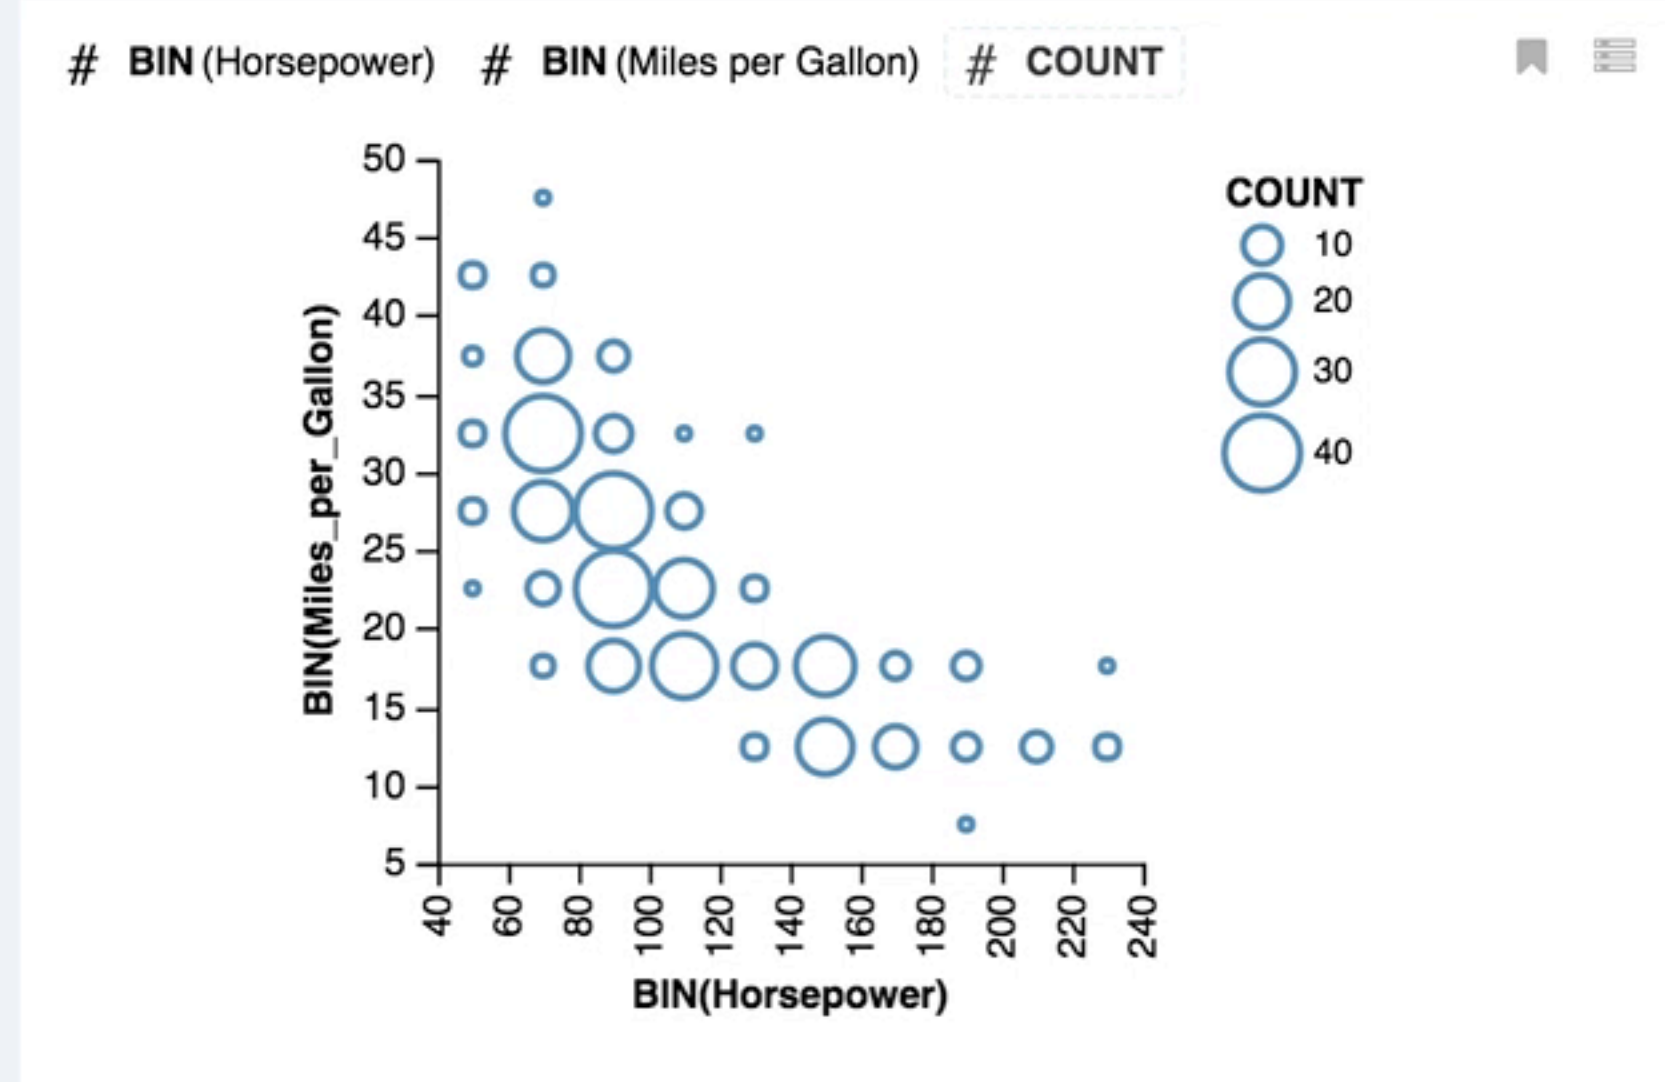 # BIN (Horsepower) # BIN (Miles per Gallon) # COUNT
50
45
40
35
30
25
20
15
10
5
BIN(Miles_per_Gallon)
40 60 80 100 120 140 160 180 200 220 240
BIN(Horsepower)
COUNT
10
20
30
40